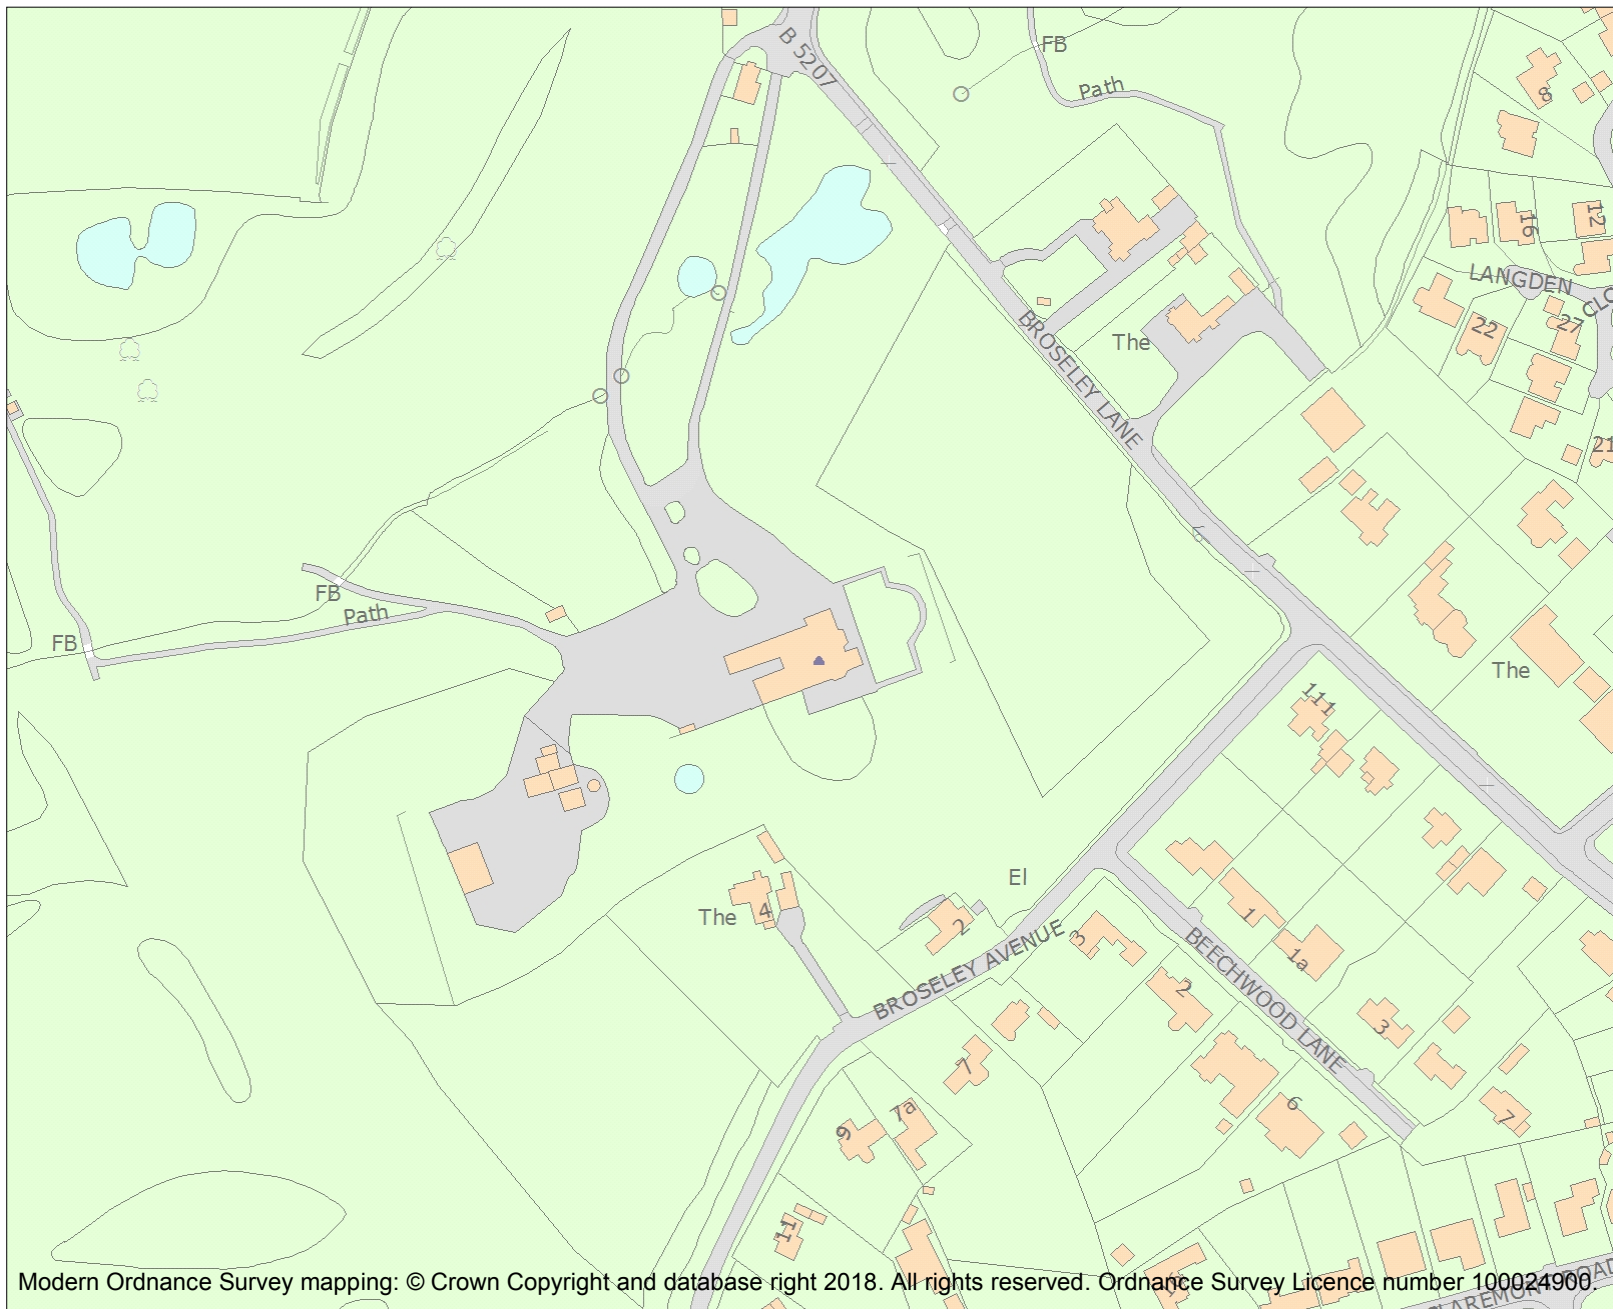 B 5207
FB
Path
8
16
12
LANGDEN
CLO
22
27
The
BROSELEY LANE
21
FB
Path
FB
111
The
El
The
4
2
3
1
1a
BROSELEY AVENUE
BEECHWOOD LANE
2
3
7
7a
9
6
7
11
Modern Ordnance Survey mapping: © Crown Copyright and database right 2018. All rights reserved. Ordnance Survey Licence number 100024900.
AREMONT ROAD